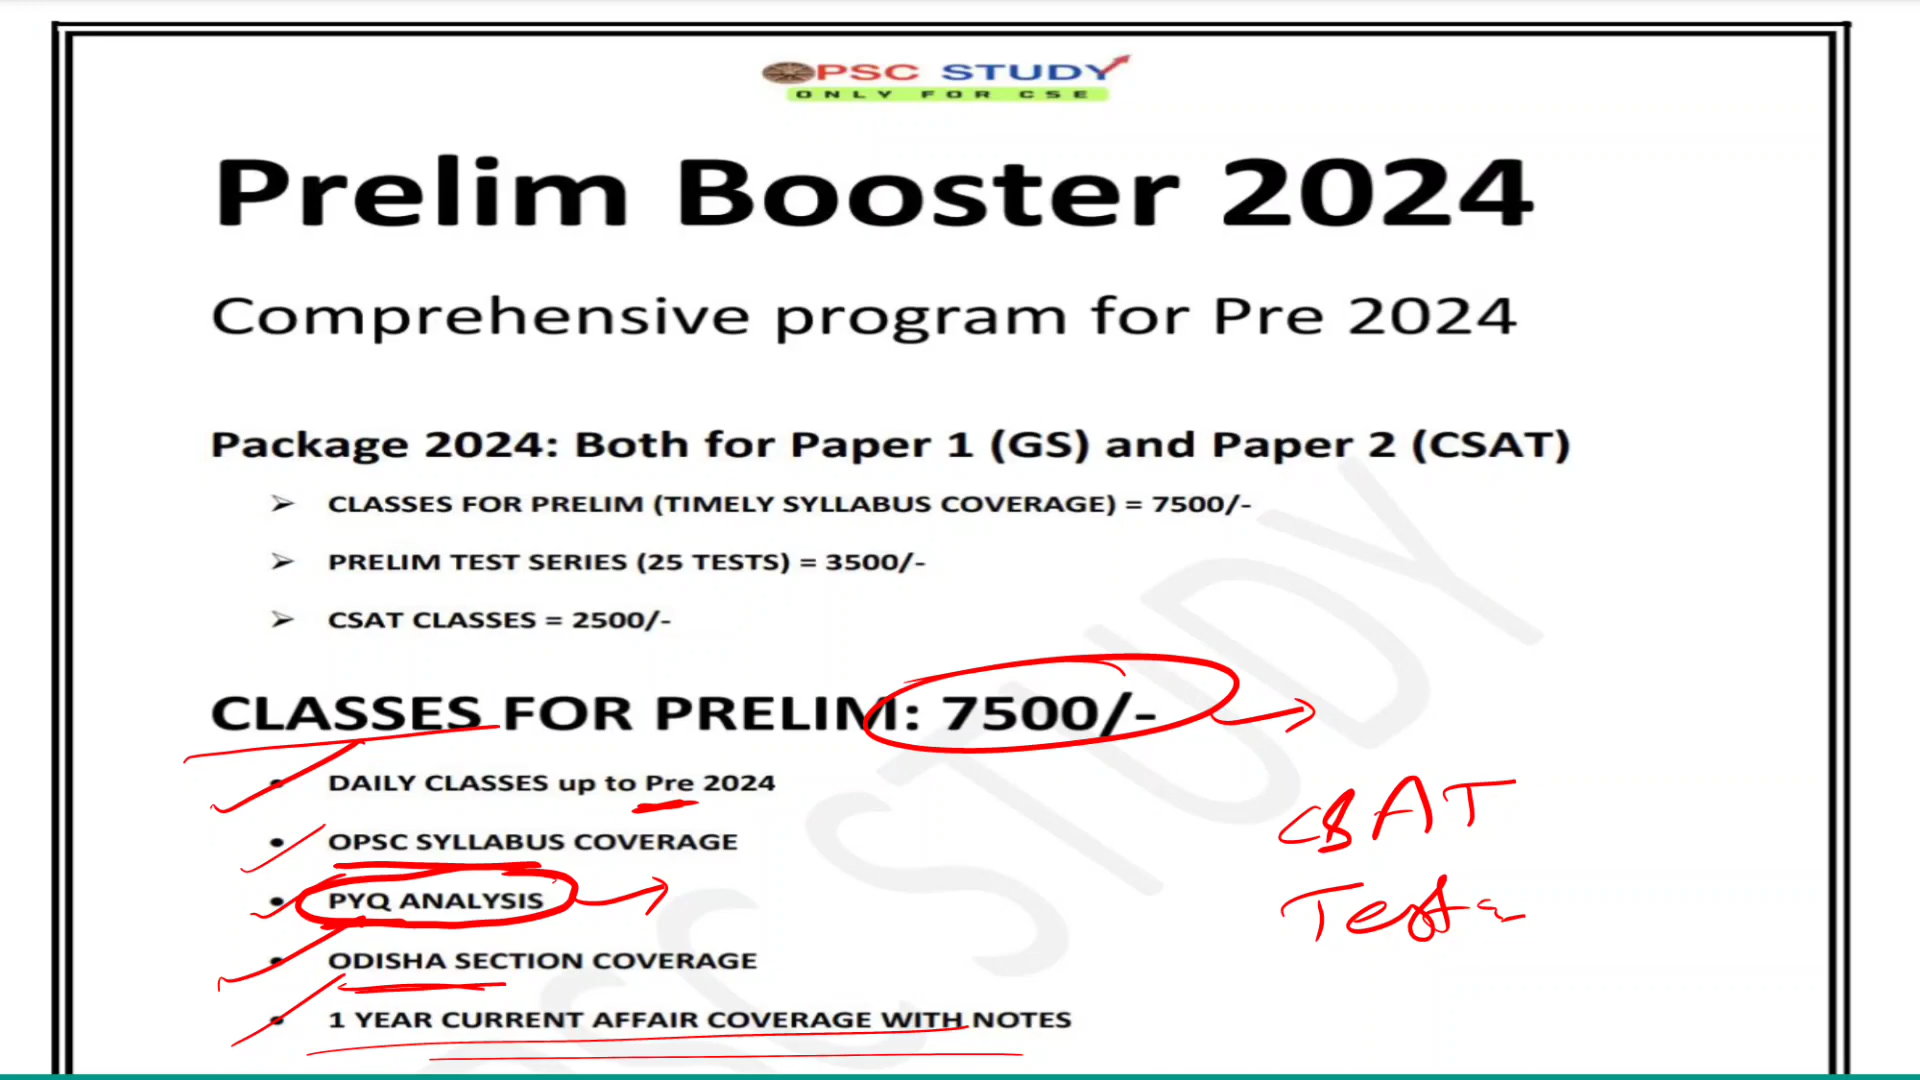 OPSC STUDY
ONLY FOR CSE
Prelim Booster 2024
Comprehensive program for Pre 2024
Package 2024: Both for Paper 1 (GS) and Paper 2 (CSAT)
➢ CLASSES FOR PRELIM (TIMELY SYLLABUS COVERAGE) = 7500/-
➢ PRELIM TEST SERIES (25 TESTS) = 3500/-
➢ CSAT CLASSES = 2500/-
CLASSES FOR PRELIM: 7500/-
• DAILY CLASSES up to Pre 2024
• OPSC SYLLABUS COVERAGE
• PYQ ANALYSIS
• ODISHA SECTION COVERAGE
• 1 YEAR CURRENT AFFAIR COVERAGE WITH NOTES
CSAT
Test
PSC STUDY